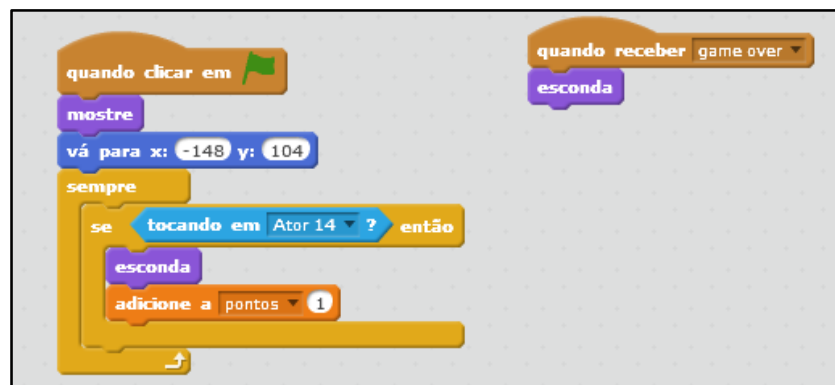 quando clicar em
mostre
vá para x: -148 y: 104
sempre
se tocando em Ator 14 ? então
esconda
adicione a pontos 1
quando receber game over
esconda